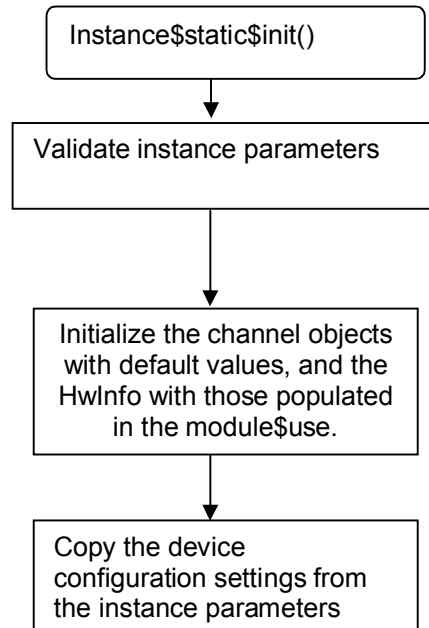 Instance$static$init()
Validate instance parameters
Initialize the channel objects
with default values, and the
HwInfo with those populated
in the module$use.
Copy the device
configuration settings from
the instance parameters